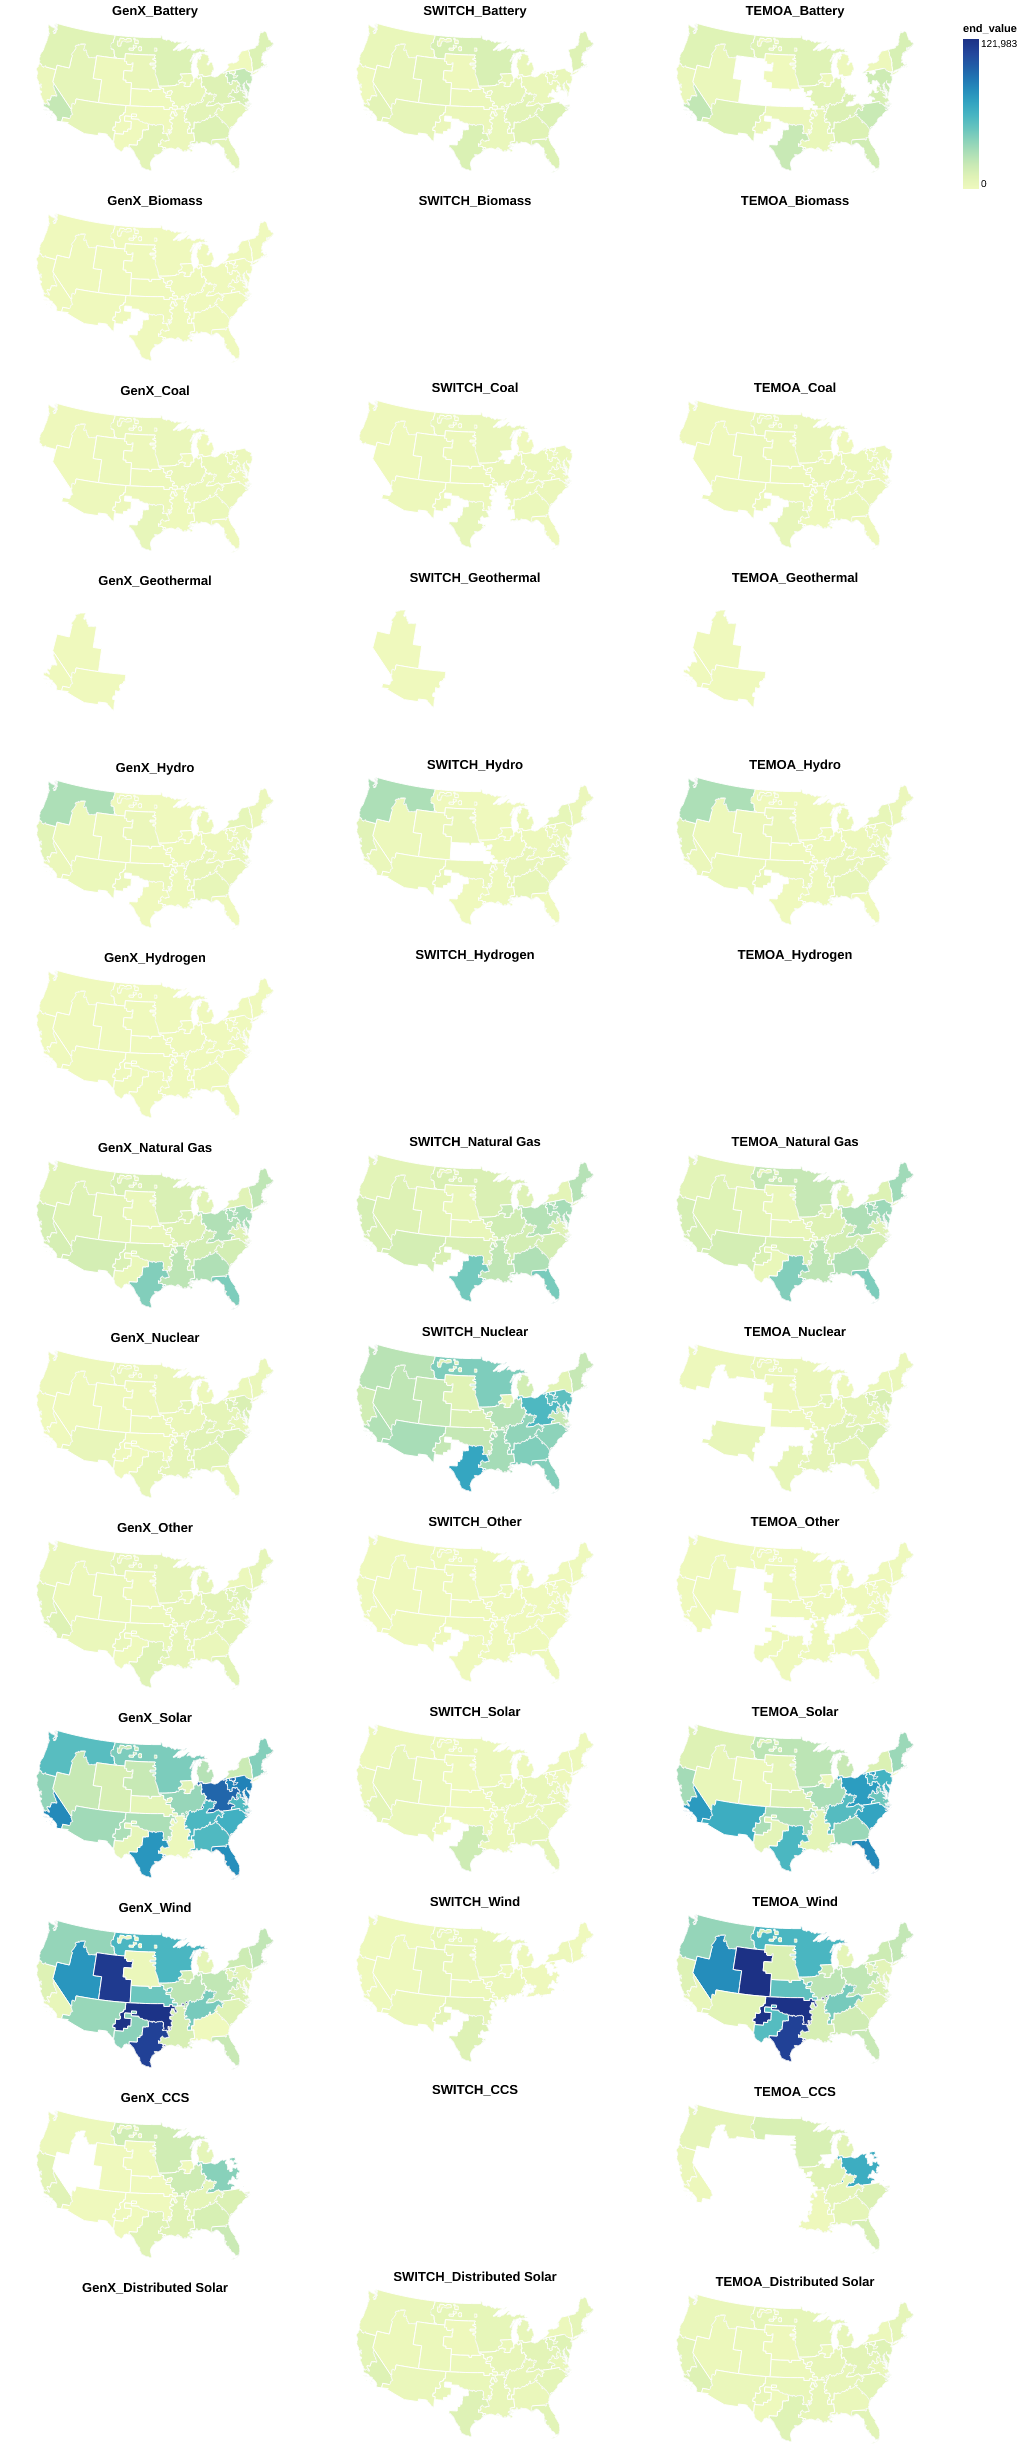 GenX_Battery
SWITCH_Battery
TEMOA_Battery
end_value
121,983
0
GenX_Biomass
SWITCH_Biomass
TEMOA_Biomass
GenX_Coal
SWITCH_Coal
TEMOA_Coal
GenX_Geothermal
SWITCH_Geothermal
TEMOA_Geothermal
GenX_Hydro
SWITCH_Hydro
TEMOA_Hydro
GenX_Hydrogen
SWITCH_Hydrogen
TEMOA_Hydrogen
GenX_Natural Gas
SWITCH_Natural Gas
TEMOA_Natural Gas
GenX_Nuclear
SWITCH_Nuclear
TEMOA_Nuclear
GenX_Other
SWITCH_Other
TEMOA_Other
GenX_Solar
SWITCH_Solar
TEMOA_Solar
GenX_Wind
SWITCH_Wind
TEMOA_Wind
GenX_CCS
SWITCH_CCS
TEMOA_CCS
GenX_Distributed Solar
SWITCH_Distributed Solar
TEMOA_Distributed Solar